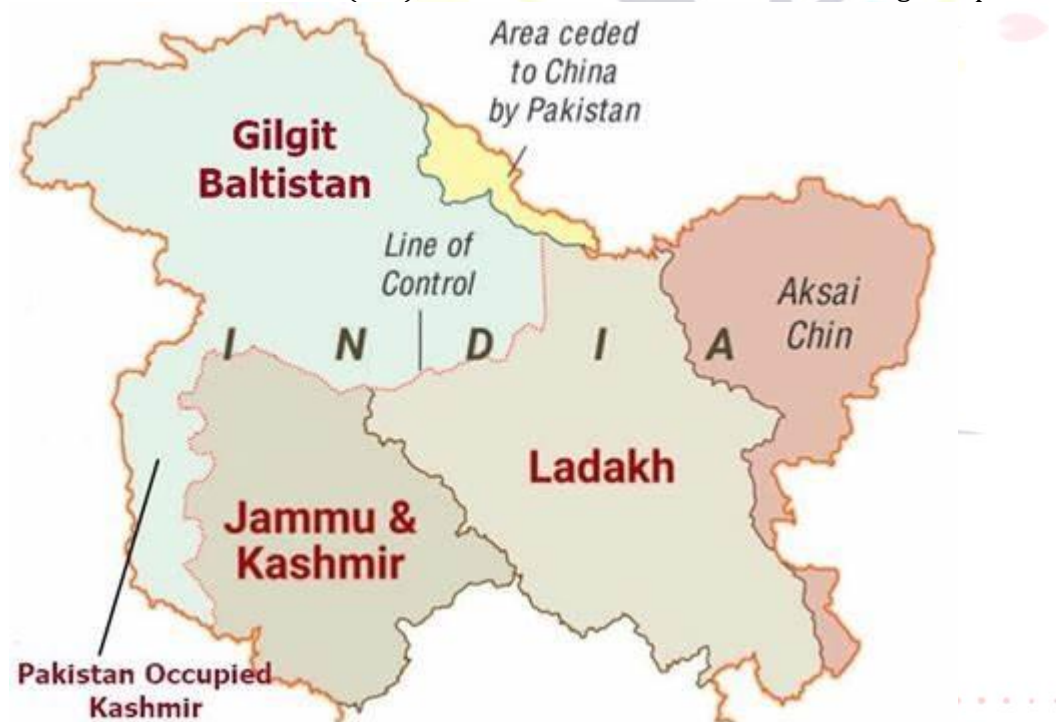 Area ceded
to China
by Pakistan
Gilgit
Baltistan
Line of
Control
Aksai
Chin
I N D I A
Ladakh
Jammu &
Kashmir
Pakistan Occupied
Kashmir